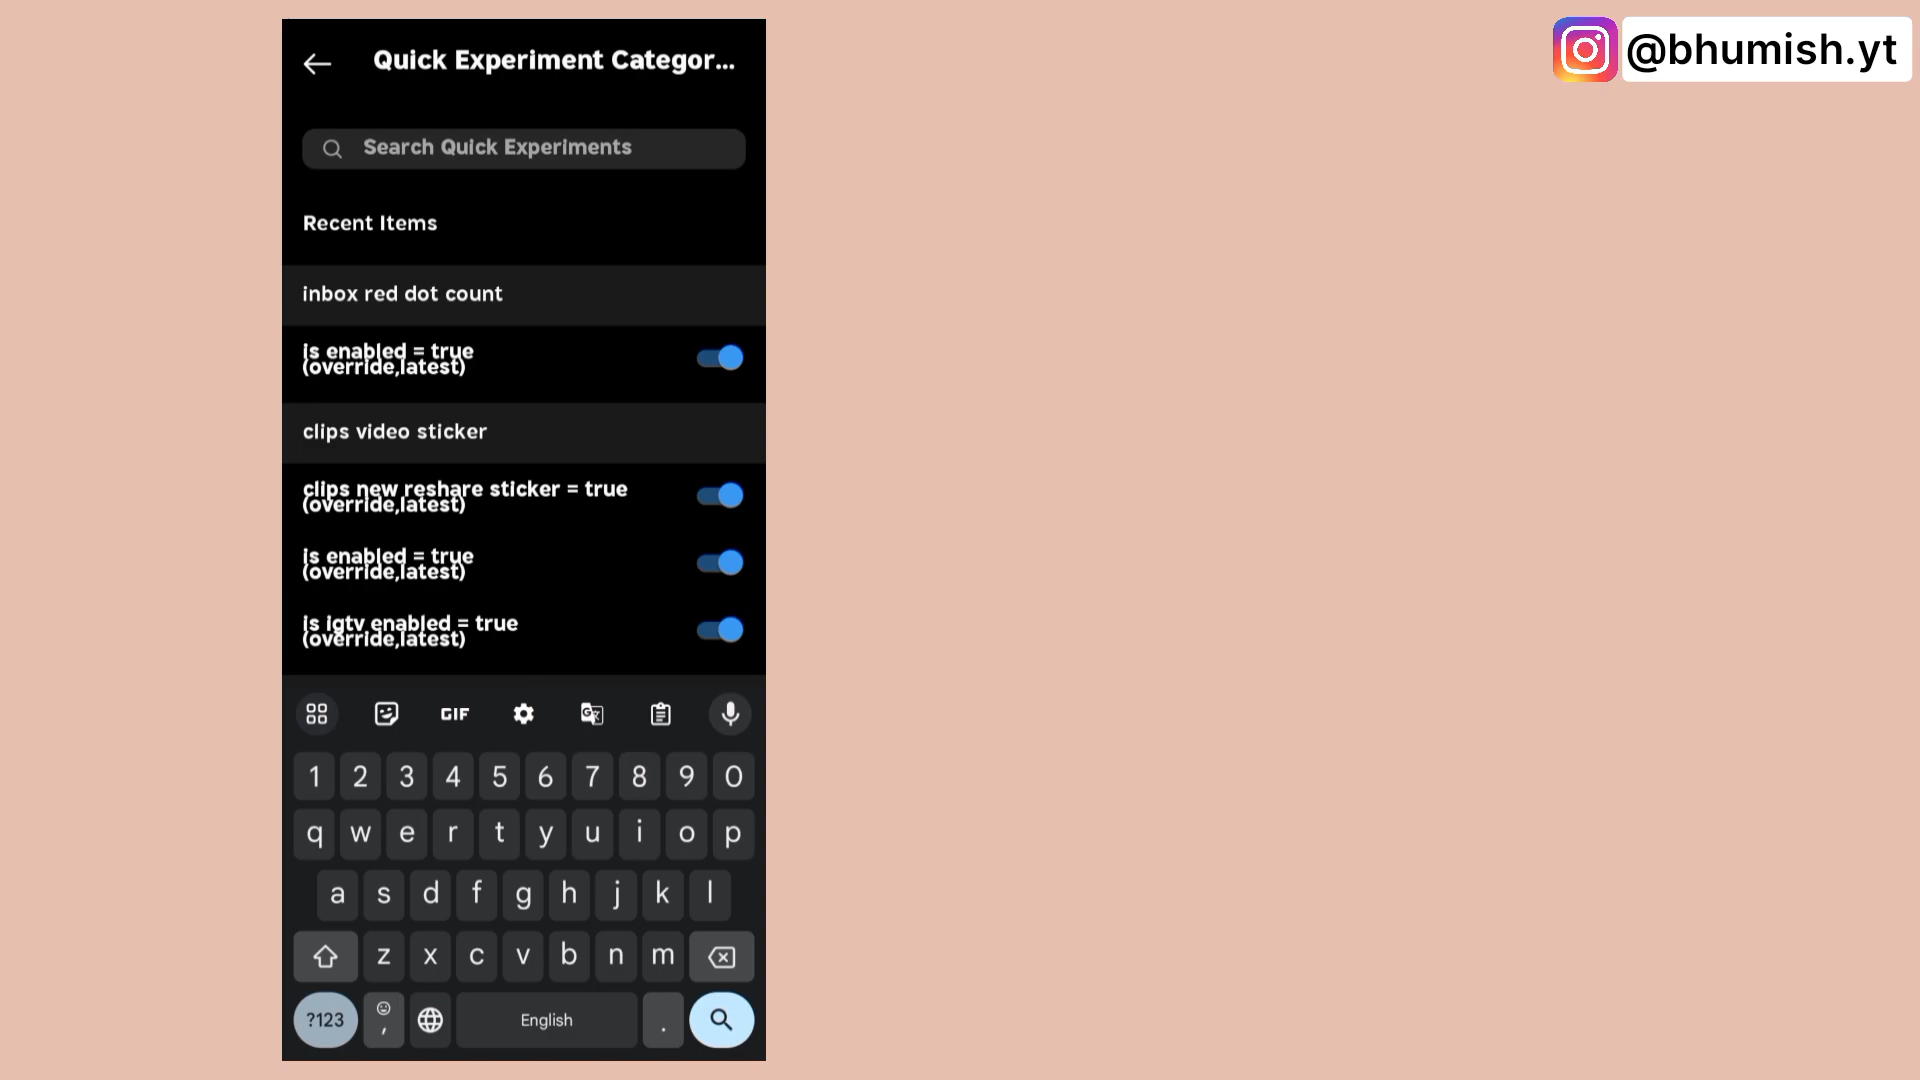 Quick Experiment Categor...
@bhumish.yt
Search Quick Experiments
Recent Items
inbox red dot count
is enabled = true
(override,latest)
clips video sticker
clips new reshare sticker = true
(override,latest)
is enabled = true
(override,latest)
is igtv enabled = true
(override,latest)
GIF
1 2 3 4 5 6 7 8 9 0
q w e r t y u i o p
a s d f g h j k l
z x c v b n m
?123 , English .